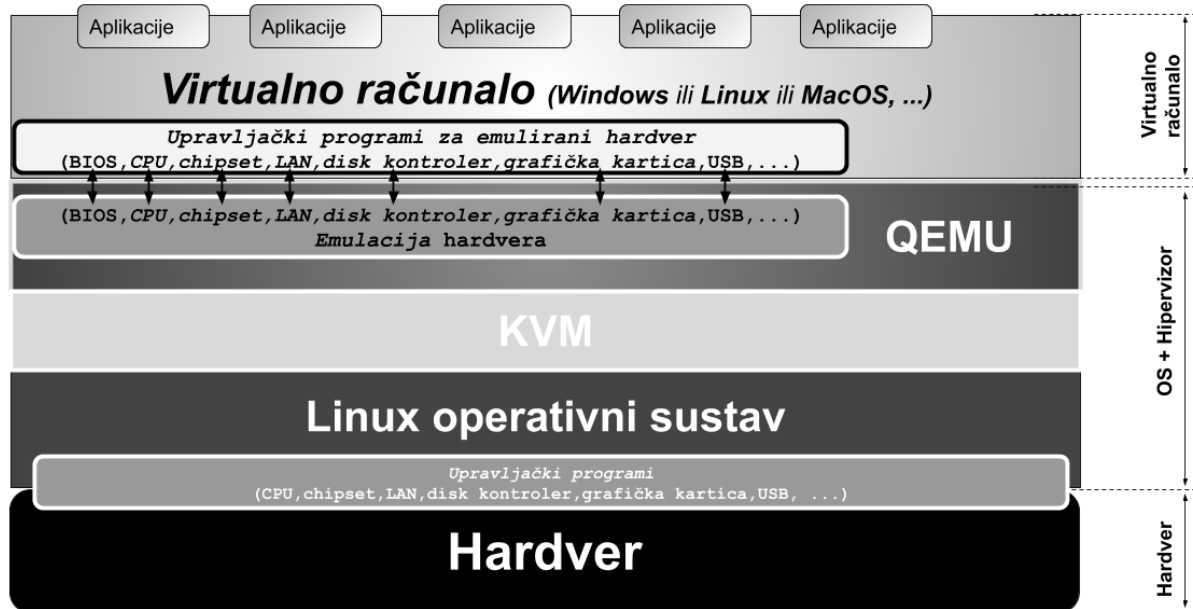 Aplikacije Aplikacije Aplikacije Aplikacije Aplikacije
Virtualno računalo (Windows ili Linux ili MacOS, ...)
Upravljački programi za emulirani hardver
(BIOS,CPU,chipset,LAN,disk kontroler,grafička kartica,USB,...)
(BIOS,CPU,chipset,LAN,disk kontroler,grafička kartica,USB,...)
Emulacija hardvera
QEMU
KVM
Linux operativni sustav
Upravljački programi
(CPU,chipset,LAN,disk kontroler,grafička kartica,USB, ...)
Hardver
Virtualno
računalo
OS + Hipervizor
Hardver